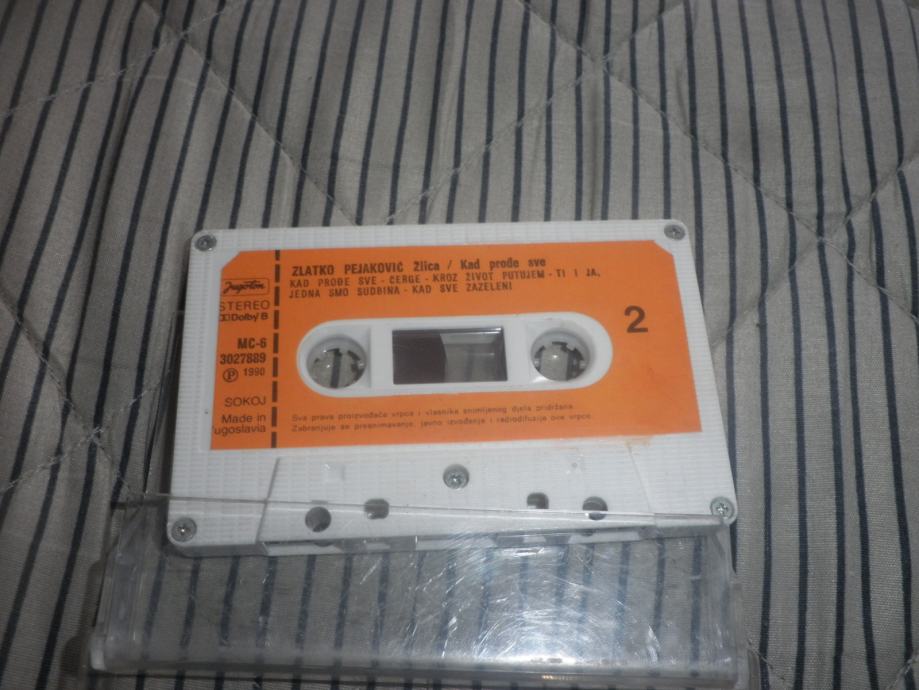 Jugoton
STEREO
Dolby B
MC-6
3027889
Ⓟ 1990
SOKOJ
Made in
ugoslavia
ZLATKO PEJAKOVIĆ Žlica / Kad prođe sve
KAD PROĐE SVE - ČERGE - KROZ ŽIVOT PUTUJEM - TI I JA,
JEDNA SMO SUDBINA - KAD SVE ZAZELENI
2
Sva prava proizvođača vrpce i vlasnika snimljenog djela pridržana.
Zabranjuje se presnimavanje, javno izvođenje i radiodifuzija ove vrpce.